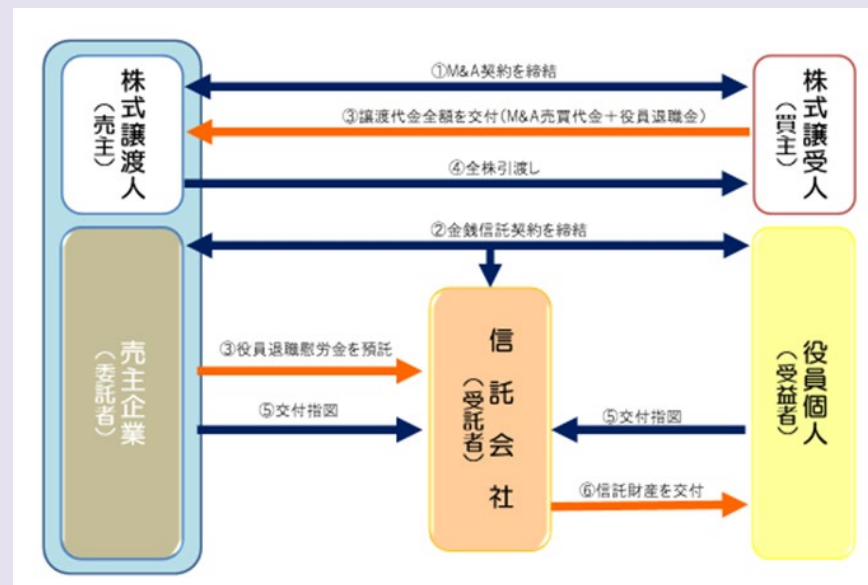 ①M&A契約を締結
株式譲渡人
（売主）
株式譲受人
（買主）
③譲渡代金全額を交付(M&A売買代金＋役員退職金)
④全株引渡し
②金銭信託契約を締結
売主企業
（委託者）
信託会社
（受託者）
役員個人
（受益者）
③役員退職慰労金を預託
⑤交付指図
⑤交付指図
⑥信託財産を交付